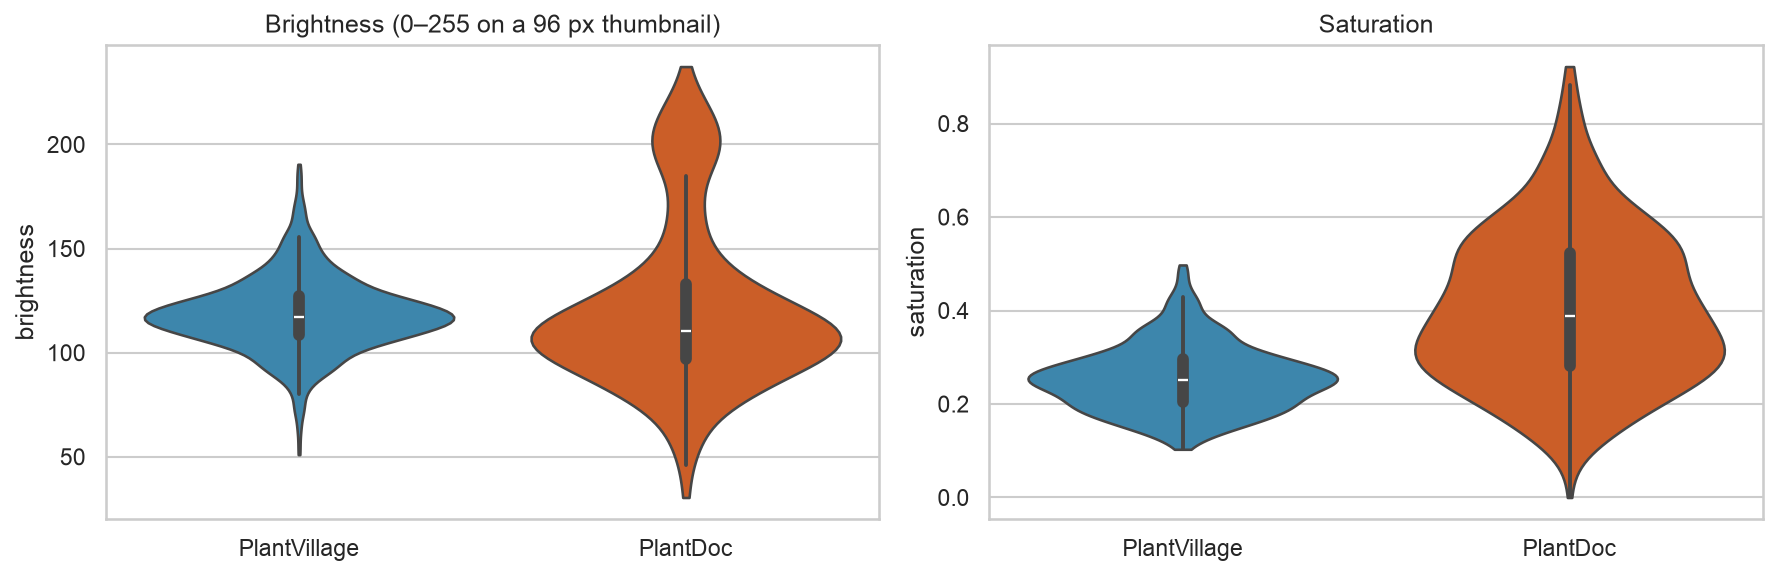 Brightness (0–255 on a 96 px thumbnail)
brightness
200
150
100
50
PlantVillage
PlantDoc
Saturation
saturation
0.8
0.6
0.4
0.2
0.0
PlantVillage
PlantDoc